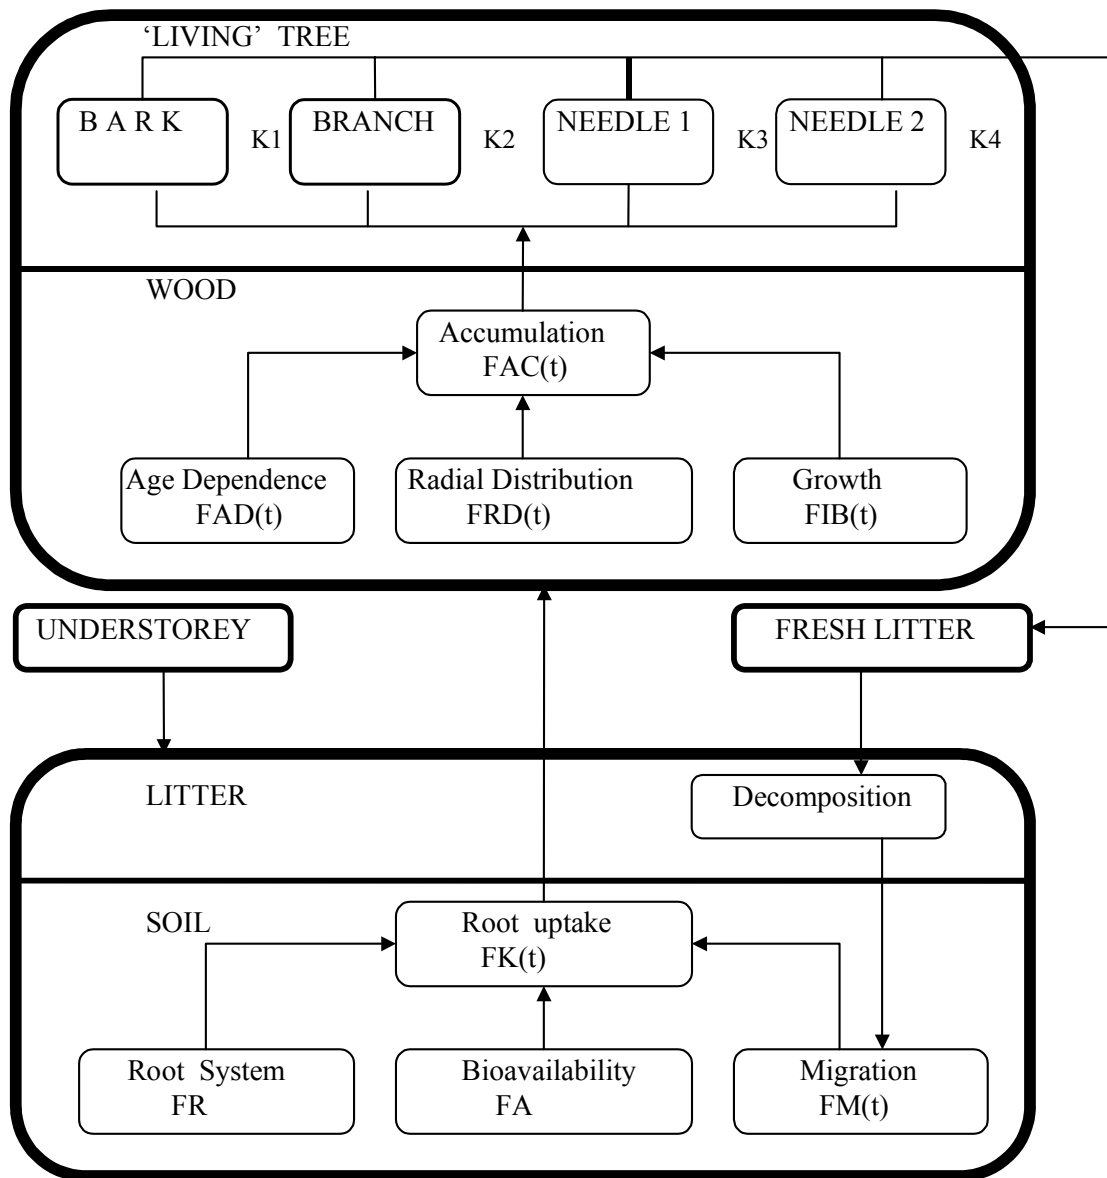 ‘LIVING’ TREE
B A R K
K1
BRANCH
K2
NEEDLE 1
K3
NEEDLE 2
K4
WOOD
Accumulation
FAC(t)
Age Dependence
FAD(t)
Radial Distribution
FRD(t)
Growth
FIB(t)
UNDERSTOREY
FRESH LITTER
LITTER
Decomposition
SOIL
Root uptake
FK(t)
Root System
FR
Bioavailability
FA
Migration
FM(t)